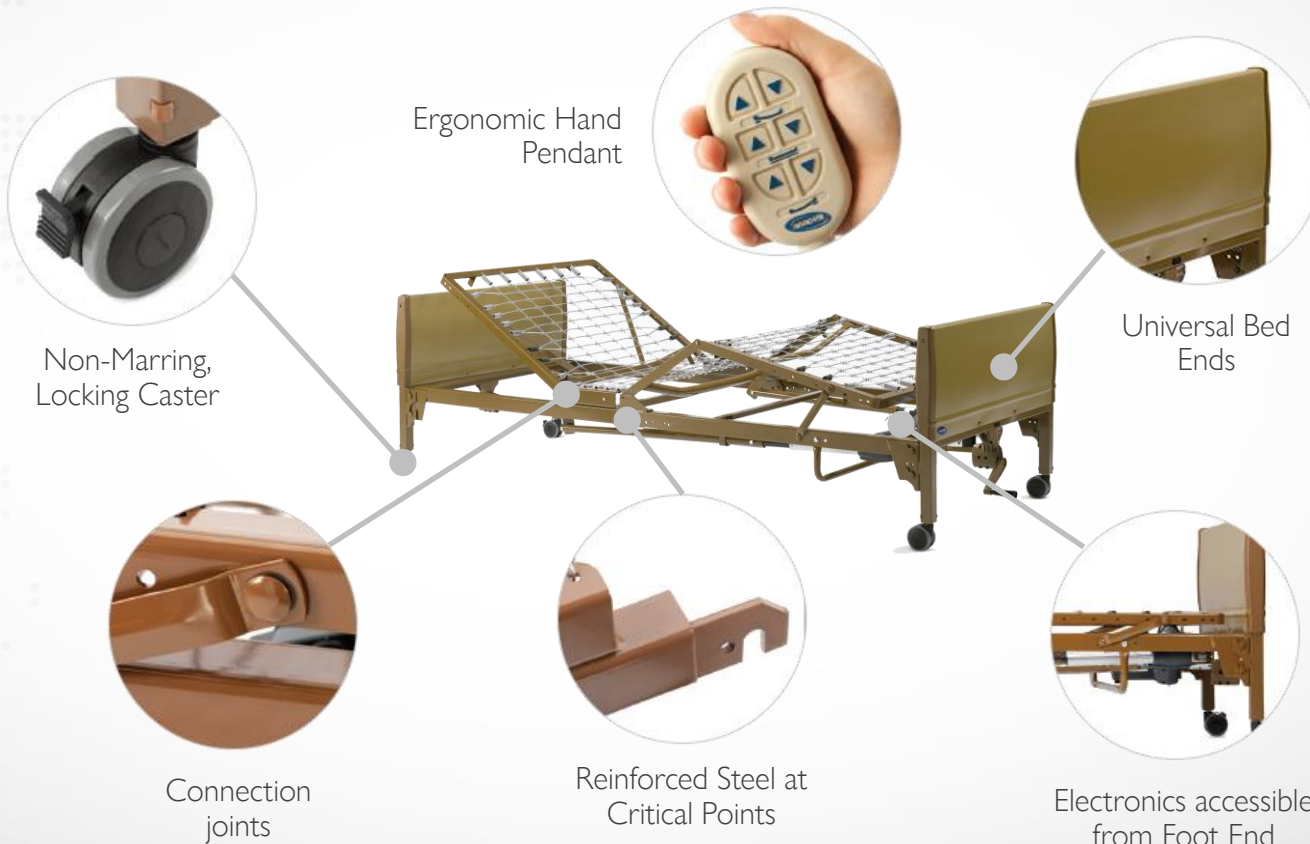 Ergonomic Hand
Pendant
Non-Marring,
Locking Caster
Universal Bed
Ends
Connection
joints
Reinforced Steel at
Critical Points
Electronics accessible
from Foot End